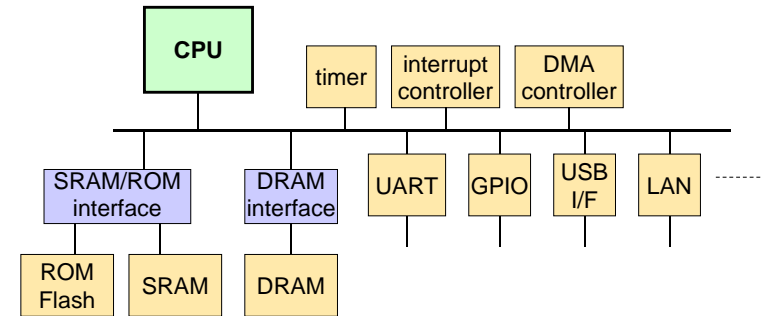 CPU
timer
interrupt
controller
DMA
controller
SRAM/ROM
interface
DRAM
interface
UART
GPIO
USB
I/F
LAN
ROM
Flash
SRAM
DRAM